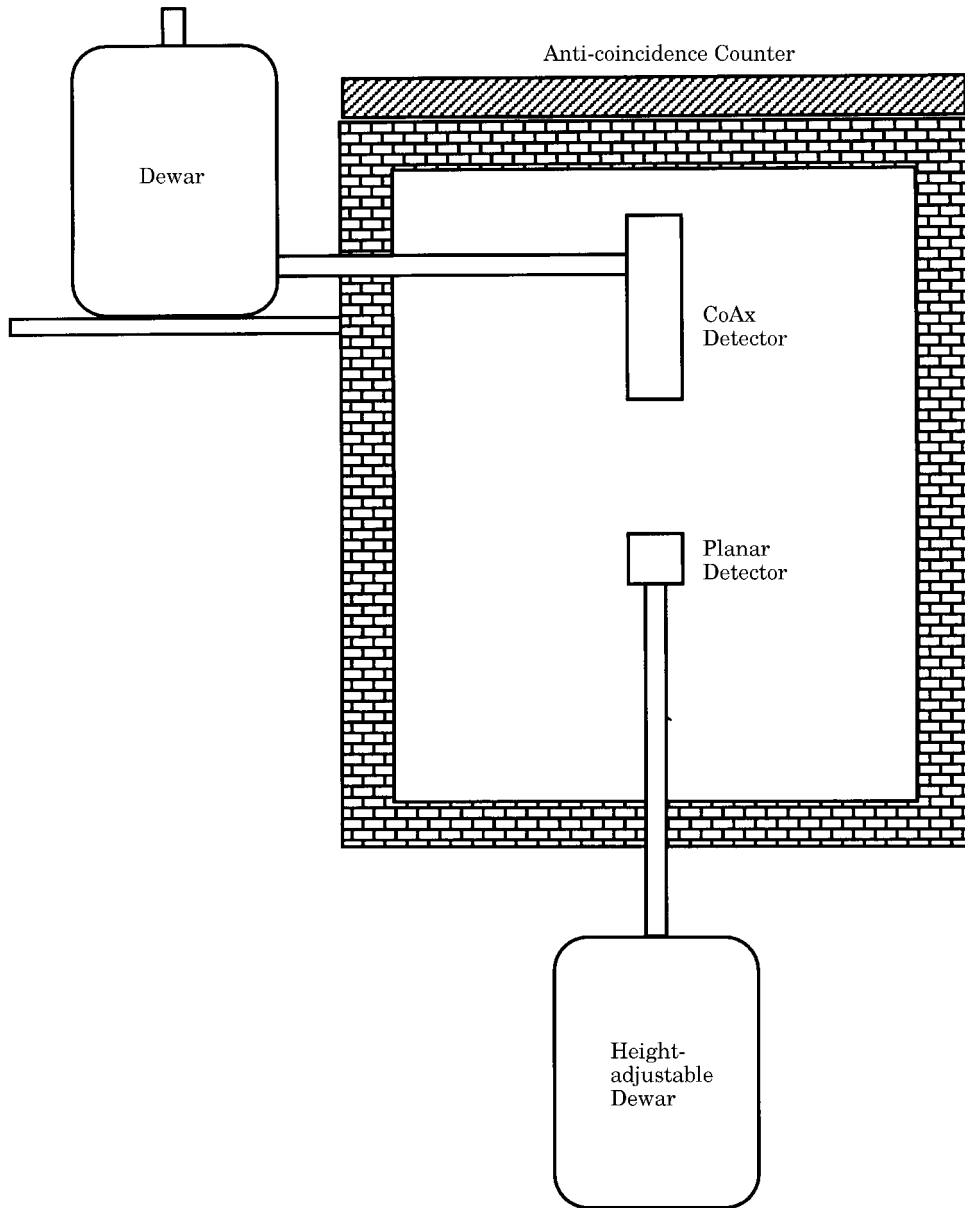 Anti-coincidence Counter
Dewar
CoAx
Detector
Planar
Detector
Height-
adjustable
Dewar